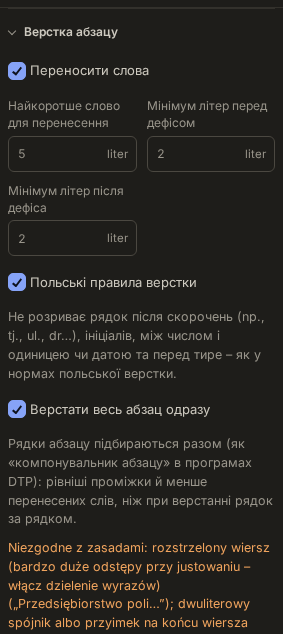 Верстка абзацу
Переносити слова
Найкоротше слово
для перенесення
Мінімум літер перед
дефісом
5 liter
2 liter
Мінімум літер після
дефіса
2 liter
Польські правила верстки
Не розриває рядок після скорочень (np.,
tj., ul., dr...), ініціалів, між числом і
одиницею чи датою та перед тире – як у
нормах польської верстки.
Верстати весь абзац одразу
Рядки абзацу підбираються разом (як
«компонувальник абзацу» в програмах
DTP): рівніші проміжки й менше
перенесених слів, ніж при верстанні рядок
за рядком.
Niezgodne z zasadami: rozstrzelony wiersz
(bardzo duże odstępy przy justowaniu –
włącz dzielenie wyrazów)
(„Przedsiębiorstwo poli...”); dwuliterowy
spójnik albo przyimek na końcu wiersza